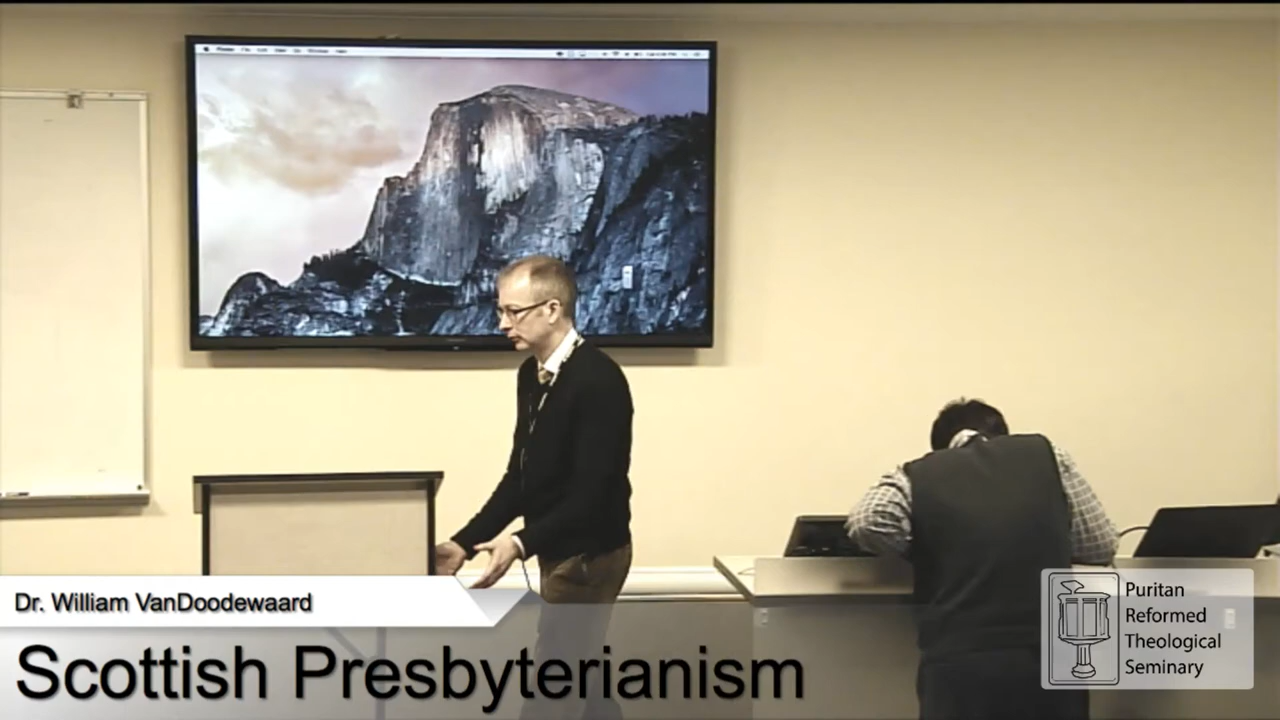 Dr. William VanDoodewaard
Scottish Presbyterianism
Puritan
Reformed
Theological
Seminary